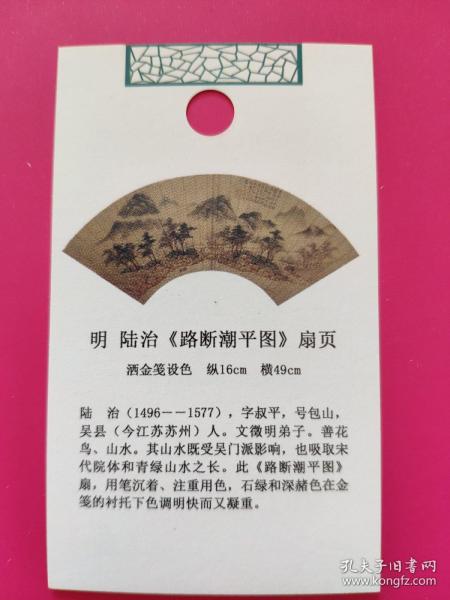 明 陆治《路断潮平图》扇页
洒金笺设色 纵16cm 横49cm
陆 治(1496——1577),字叔平,号包山,
吴县(今江苏苏州)人。文徵明弟子。善花
鸟、山水。其山水既受吴门派影响,也吸取宋
代院体和青绿山水之长。此《路断潮平图》
扇,用笔沉着、注重用色,石绿和深赭色在金
笺的衬托下色调明快而又凝重。
孔夫子旧书网
www.kongfz.com